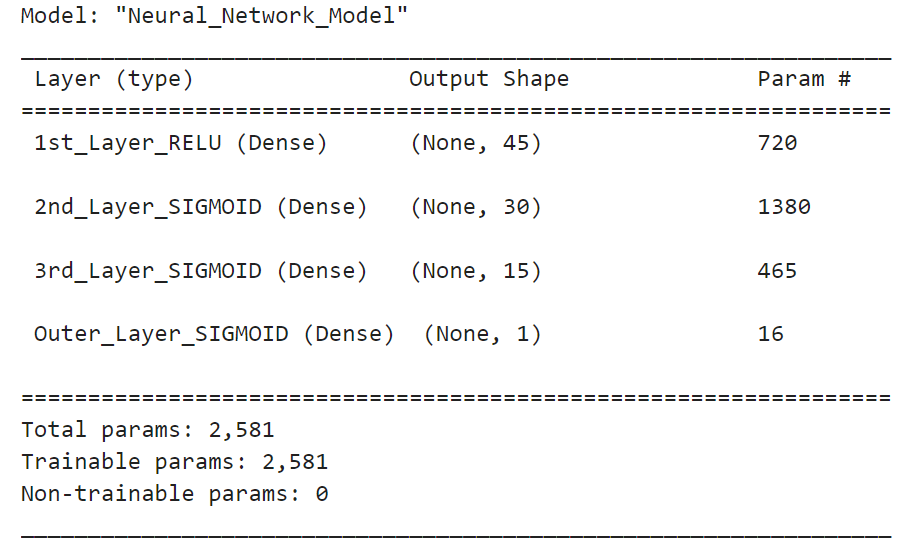 Model: "Neural_Network_Model"
_________________________________________________________________
Layer (type) Output Shape Param #
=================================================================
1st_Layer_RELU (Dense) (None, 45) 720
2nd_Layer_SIGMOID (Dense) (None, 30) 1380
3rd_Layer_SIGMOID (Dense) (None, 15) 465
Outer_Layer_SIGMOID (Dense) (None, 1) 16
=================================================================
Total params: 2,581
Trainable params: 2,581
Non-trainable params: 0
_________________________________________________________________